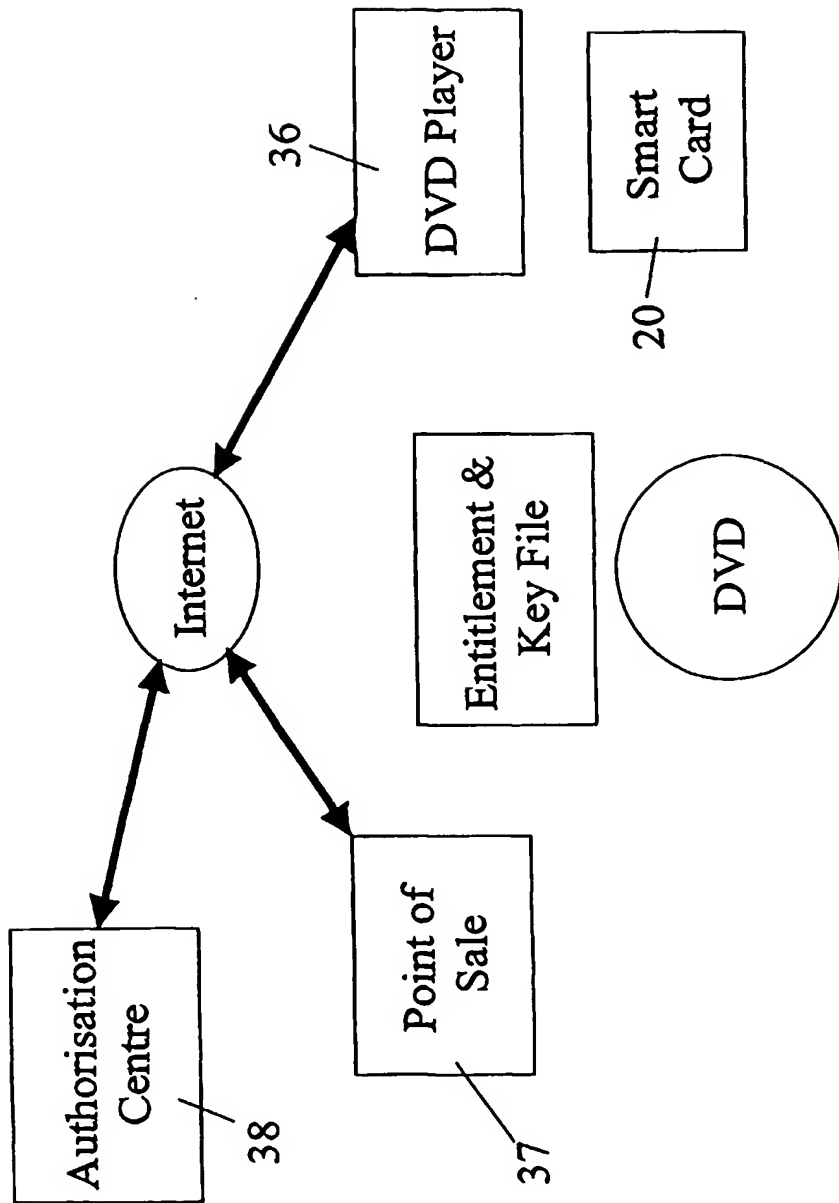 Authorisation
Centre
38
Internet
36
DVD Player
Point of
Sale
37
Entitlement &
Key File
DVD
20
Smart
Card